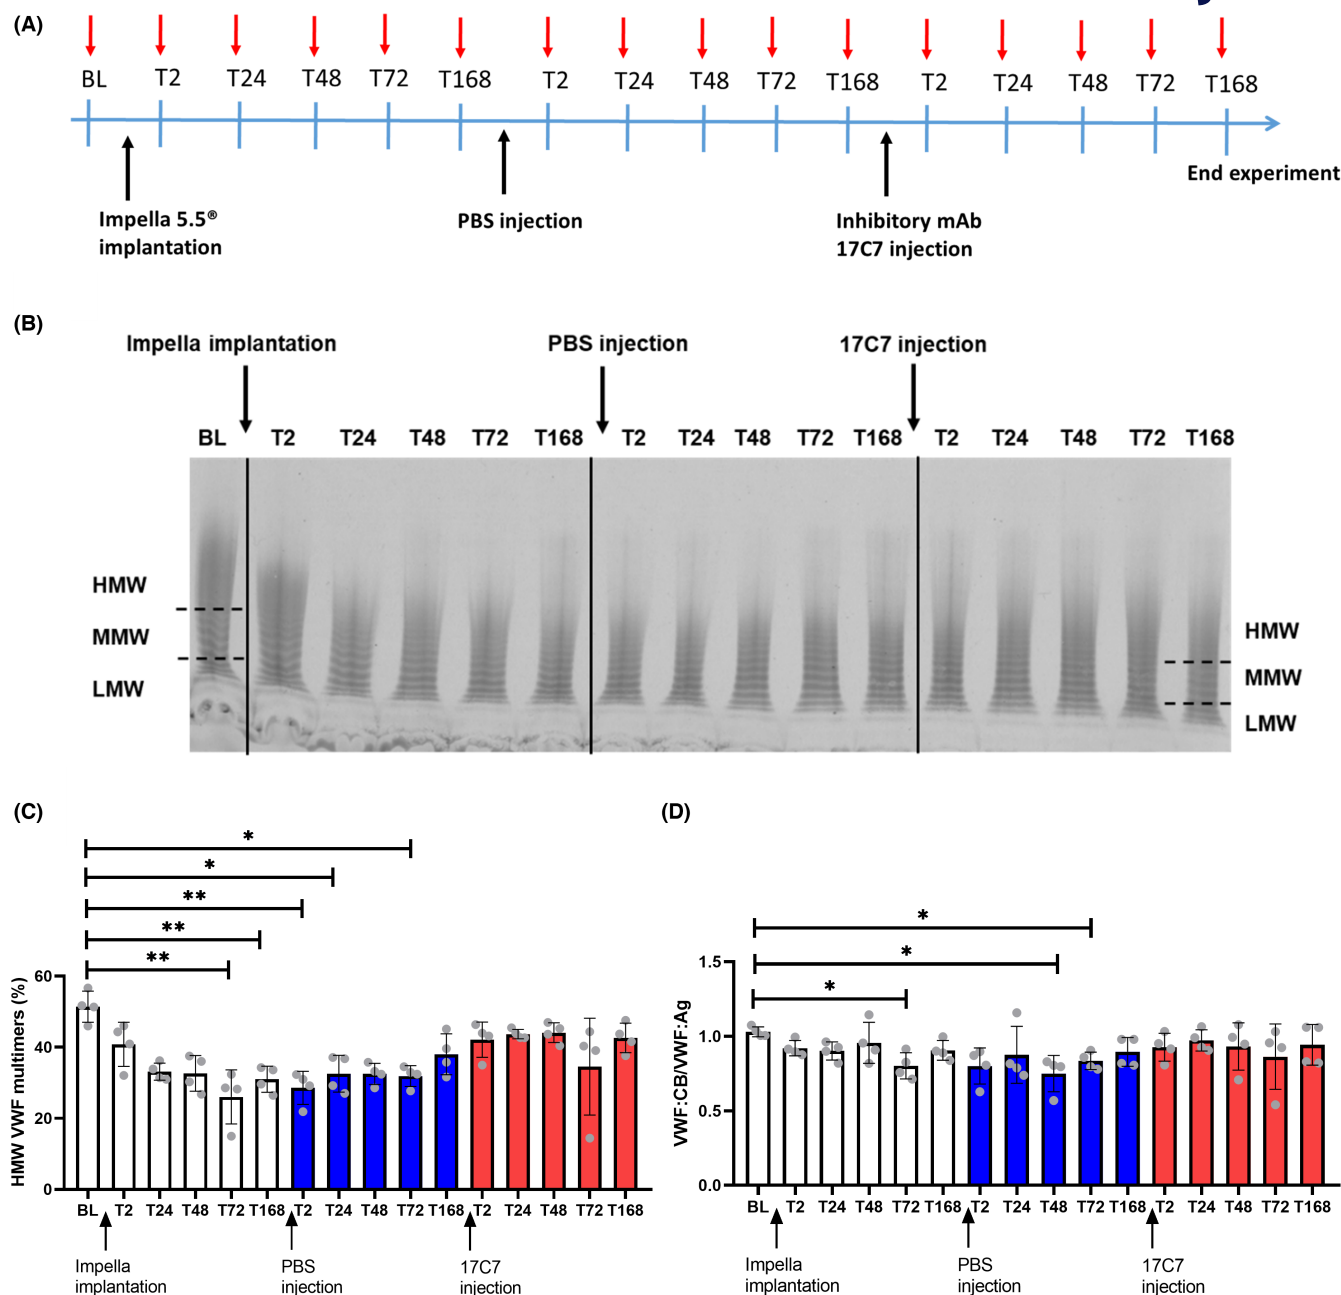 (A)
BL T2 T24 T48 T72 T168 T2 T24 T48 T72 T168 T2 T24 T48 T72 T168
End experiment
Impella 5.5®
implantation
PBS injection
Inhibitory mAb
17C7 injection
(B)
Impella implantation PBS injection 17C7 injection
BL T2 T24 T48 T72 T168 T2 T24 T48 T72 T168 T2 T24 T48 T72 T168
HMW
MMW
LMW
HMW
MMW
LMW
(C)
*
*
**
**
**
HMW VWF multimers (%)
60
40
20
0
BL T2 T24 T48 T72 T168 T2 T24 T48 T72 T168 T2 T24 T48 T72 T168
Impella
implantation
PBS
injection
17C7
injection
(D)
*
*
*
VWF:CB/VWF:Ag
1.5
1.0
0.5
0.0
BL T2 T24 T48 T72 T168 T2 T24 T48 T72 T168 T2 T24 T48 T72 T168
Impella
implantation
PBS
injection
17C7
injection